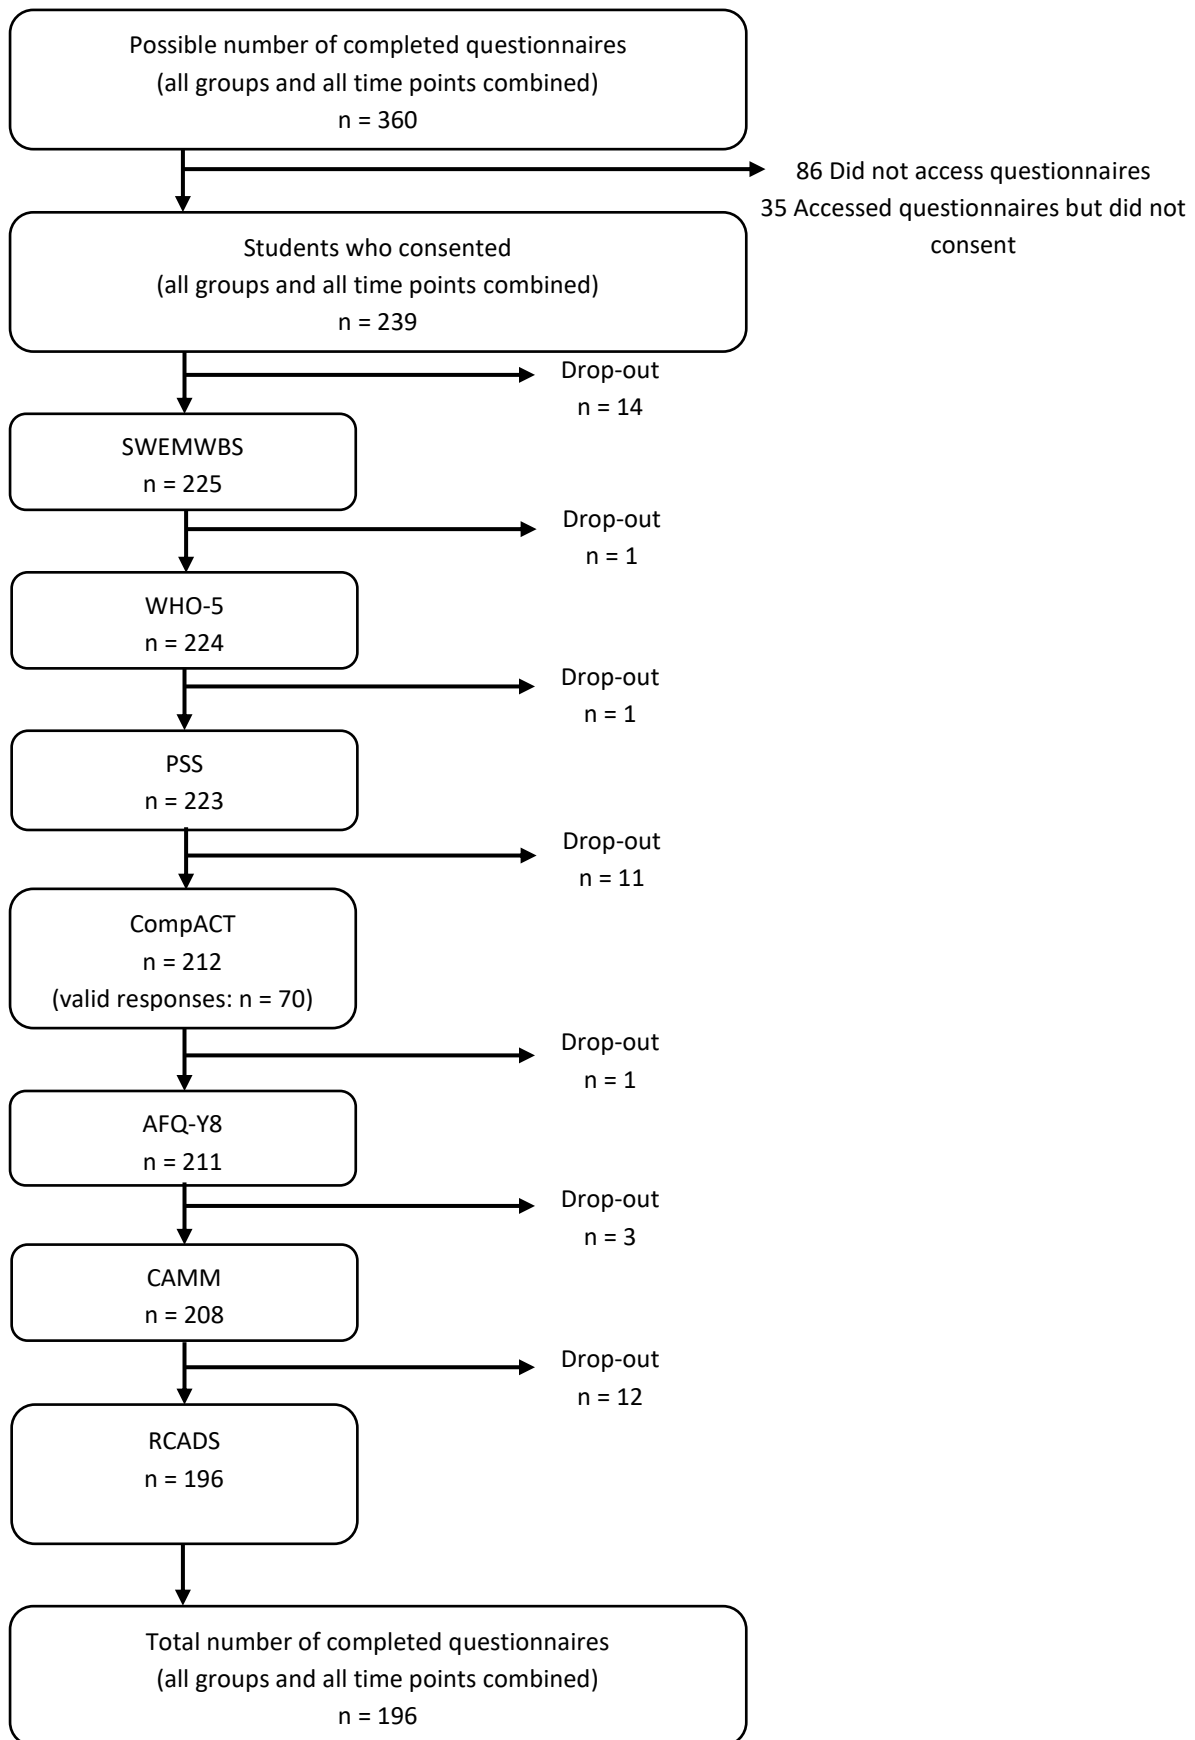 Possible number of completed questionnaires
(all groups and all time points combined)
n = 360
86 Did not access questionnaires
35 Accessed questionnaires but did not
consent
Students who consented
(all groups and all time points combined)
n = 239
Drop-out
n = 14
SWEMWBS
n = 225
Drop-out
n = 1
WHO-5
n = 224
Drop-out
n = 1
PSS
n = 223
Drop-out
n = 11
CompACT
n = 212
(valid responses: n = 70)
Drop-out
n = 1
AFQ-Y8
n = 211
Drop-out
n = 3
CAMM
n = 208
Drop-out
n = 12
RCADS
n = 196
Total number of completed questionnaires
(all groups and all time points combined)
n = 196